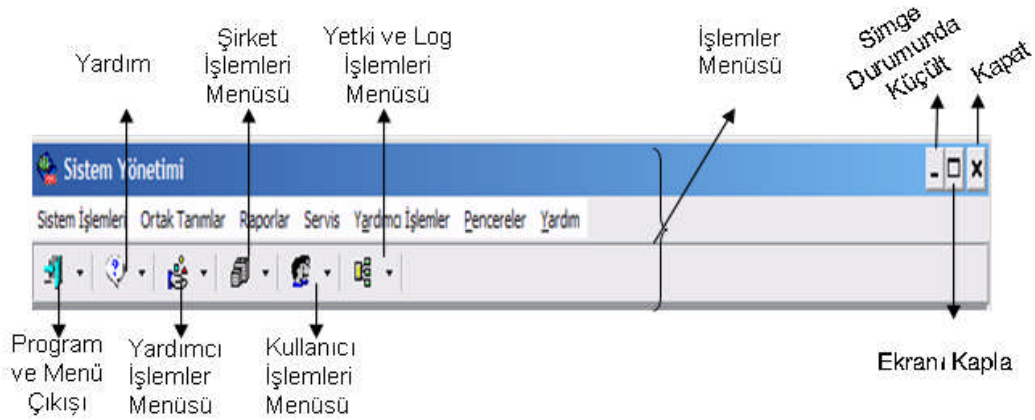 Yardım
Şirket
İşlemleri
Menüsü
Yetki ve Log
İşlemleri
Menüsü
İşlemler
Menüsü
Simge
Durumunda
Küçült
Kapat
Sistem Yönetimi
Sistem İşlemleri Ortak Tanımlar Raporlar Servis Yardımcı İşlemler Pencereler Yardım
Program
ve Menü
Çıkışı
Yardımcı
İşlemler
Menüsü
Kullanıcı
İşlemleri
Menüsü
Ekranı Kapla